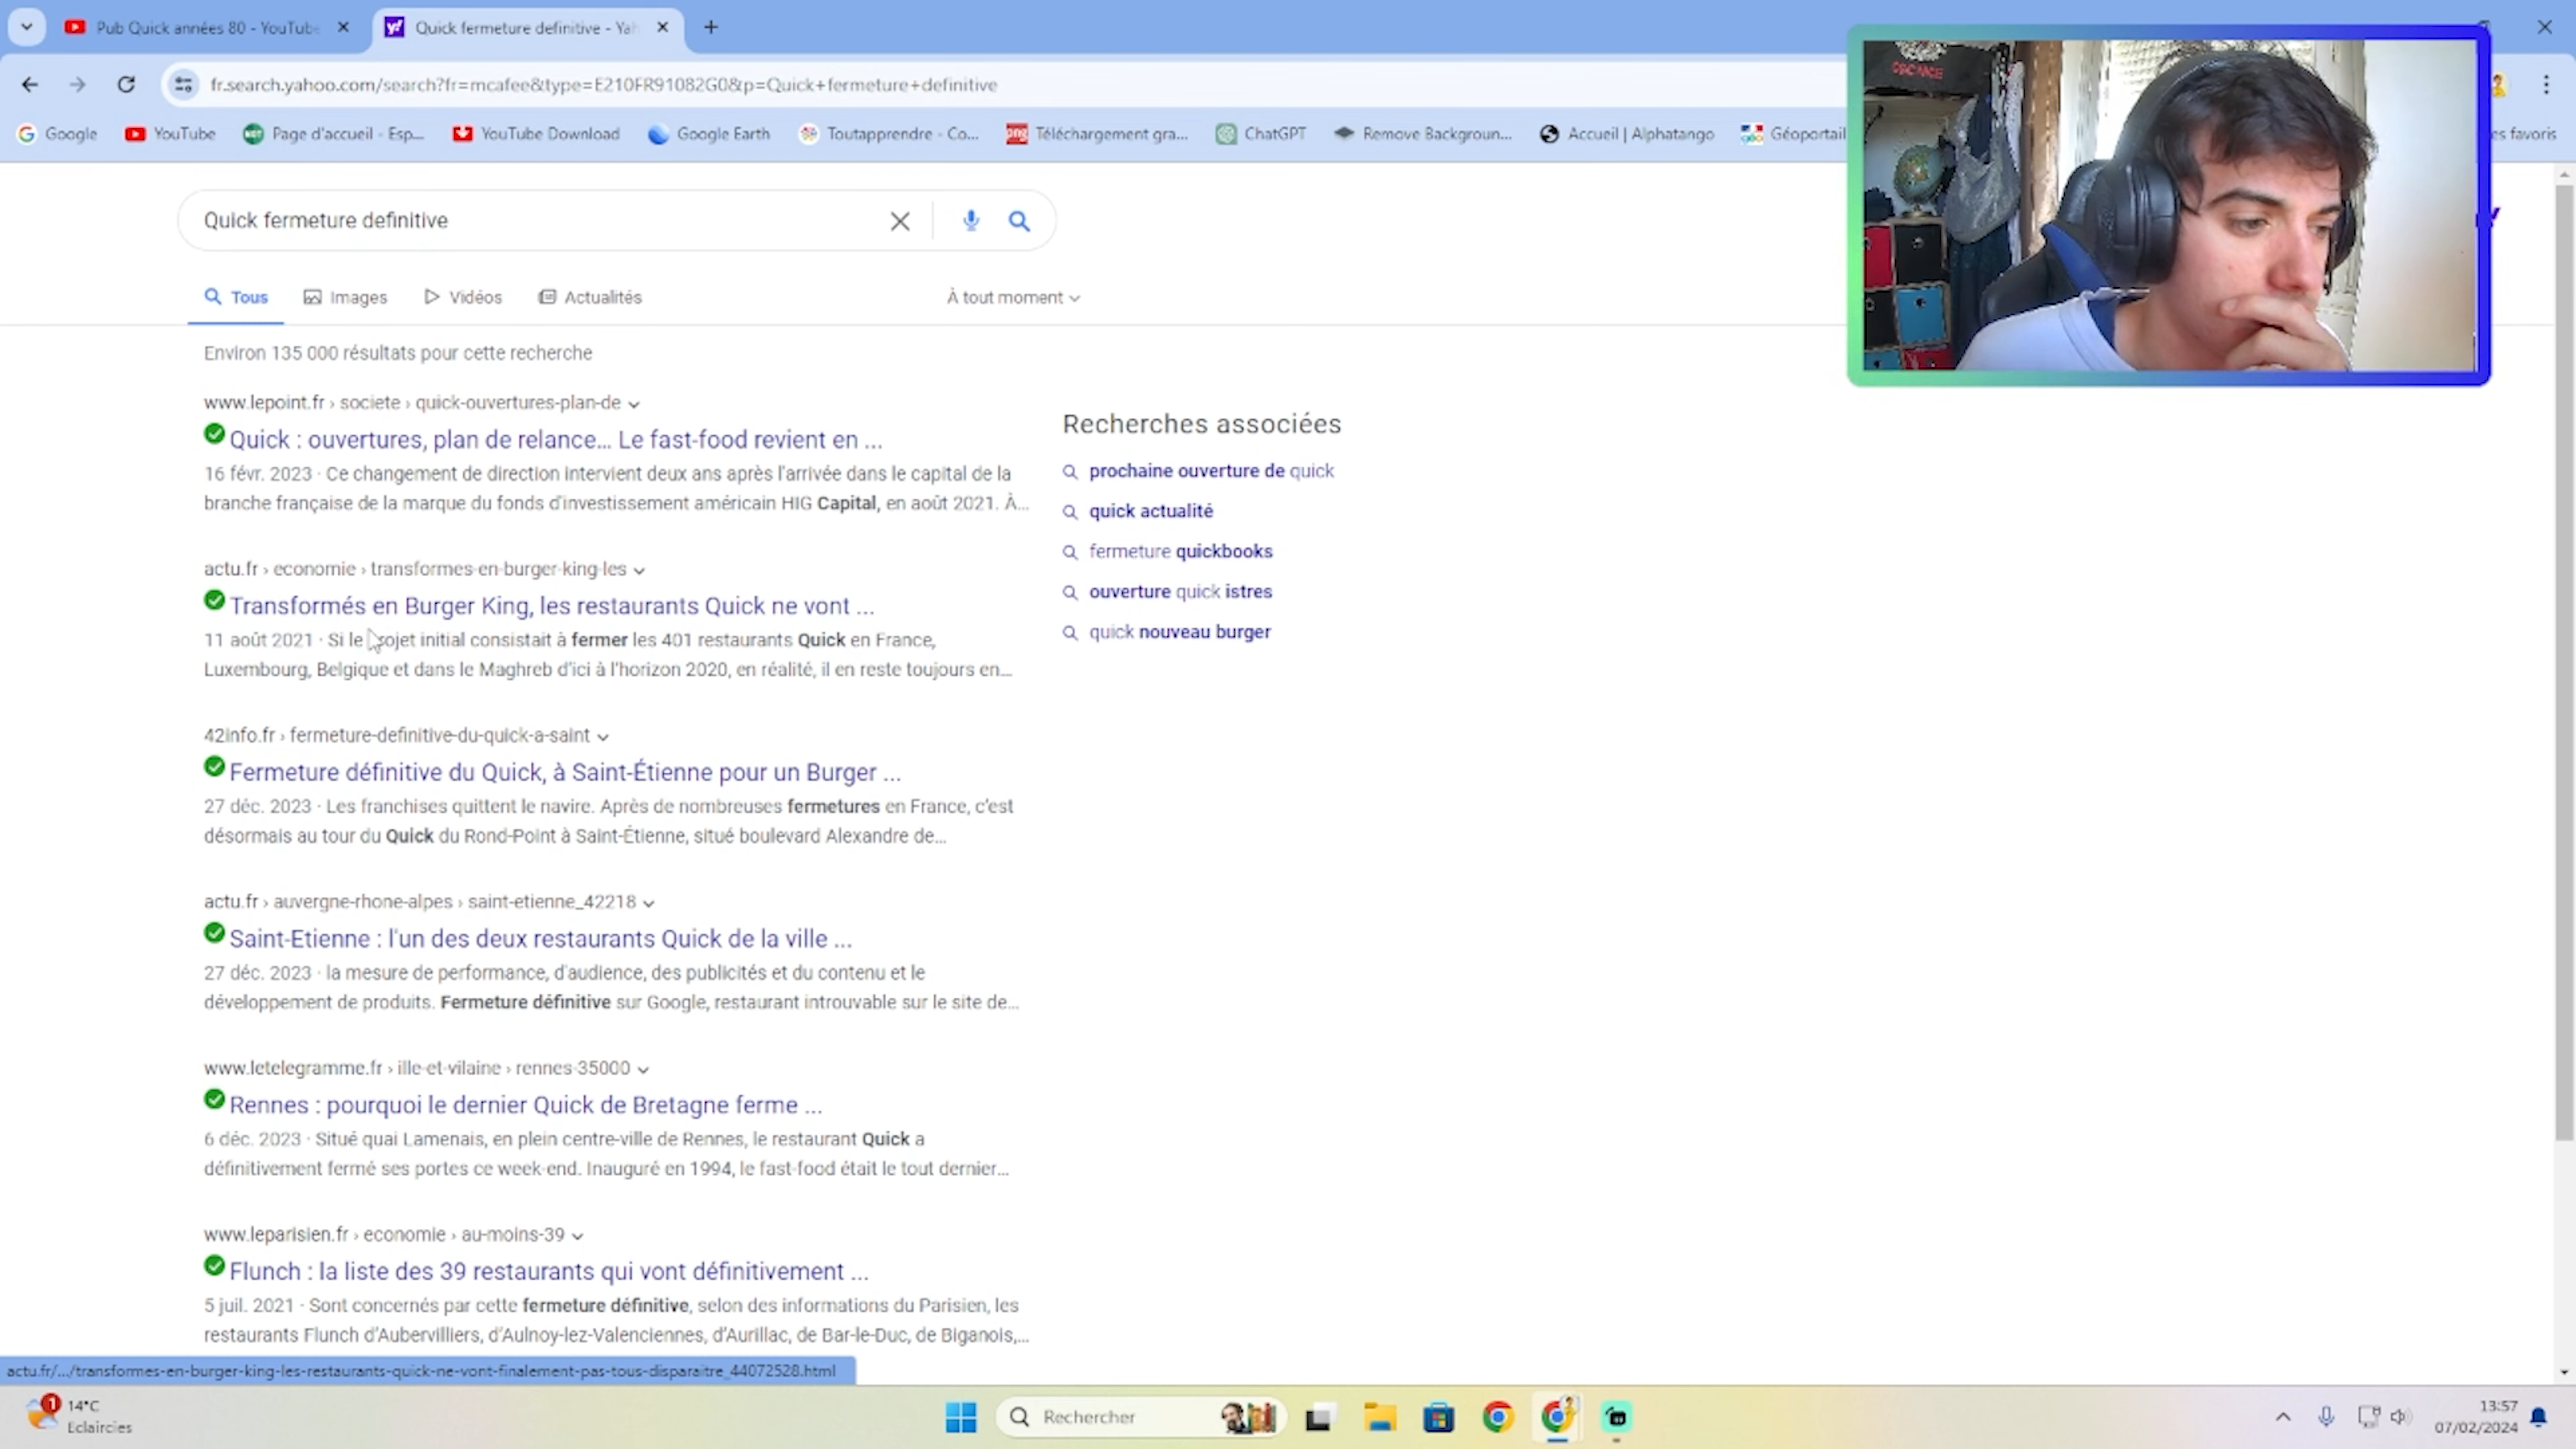 Pub Quick années 80 - YouTube
Quick fermeture definitive - Yah
fr.search.yahoo.com/search?fr=mcafee&type=E210FR91082G0&p=Quick+fermeture+definitive
Google
YouTube
Page d'accueil - Esp...
YouTube Download
Google Earth
Toutapprendre - Co...
Téléchargement gra...
ChatGPT
Remove Backgroun...
Accueil | Alphatango
Géoportail
es favoris
Quick fermeture definitive
Tous
Images
Vidéos
Actualités
À tout moment
Environ 135 000 résultats pour cette recherche
www.lepoint.fr › societe › quick-ouvertures-plan-de
Quick : ouvertures, plan de relance... Le fast-food revient en ...
16 févr. 2023 · Ce changement de direction intervient deux ans après l'arrivée dans le capital de la
branche française de la marque du fonds d'investissement américain HIG Capital, en août 2021. À...
actu.fr › economie › transformes-en-burger-king-les
Transformés en Burger King, les restaurants Quick ne vont ...
11 août 2021 · Si le projet initial consistait à fermer les 401 restaurants Quick en France,
Luxembourg, Belgique et dans le Maghreb d'ici à l'horizon 2020, en réalité, il en reste toujours en...
42info.fr › fermeture-definitive-du-quick-a-saint
Fermeture définitive du Quick, à Saint-Étienne pour un Burger ...
27 déc. 2023 · Les franchises quittent le navire. Après de nombreuses fermetures en France, c'est
désormais au tour du Quick du Rond-Point à Saint-Étienne, situé boulevard Alexandre de...
actu.fr › auvergne-rhone-alpes › saint-etienne_42218
Saint-Etienne : l'un des deux restaurants Quick de la ville ...
27 déc. 2023 · la mesure de performance, d'audience, des publicités et du contenu et le
développement de produits. Fermeture définitive sur Google, restaurant introuvable sur le site de...
www.letelegramme.fr › ille-et-vilaine › rennes-35000
Rennes : pourquoi le dernier Quick de Bretagne ferme ...
6 déc. 2023 · Situé quai Lamenais, en plein centre-ville de Rennes, le restaurant Quick a
définitivement fermé ses portes ce week-end. Inauguré en 1994, le fast-food était le tout dernier...
www.leparisien.fr › economie › au-moins-39
Flunch : la liste des 39 restaurants qui vont définitivement ...
5 juil. 2021 · Sont concernés par cette fermeture définitive, selon des informations du Parisien, les
restaurants Flunch d'Aubervilliers, d'Aulnoy-lez-Valenciennes, d'Aurillac, de Bar-le-Duc, de Biganois,...
Recherches associées
prochaine ouverture de quick
quick actualité
fermeture quickbooks
ouverture quick istres
quick nouveau burger
actu.fr/.../transformes-en-burger-king-les-restaurants-quick-ne-vont-finalement-pas-tous-disparaitre_44072528.html
1
14°C
Eclaircies
Rechercher
13:57
07/02/2024